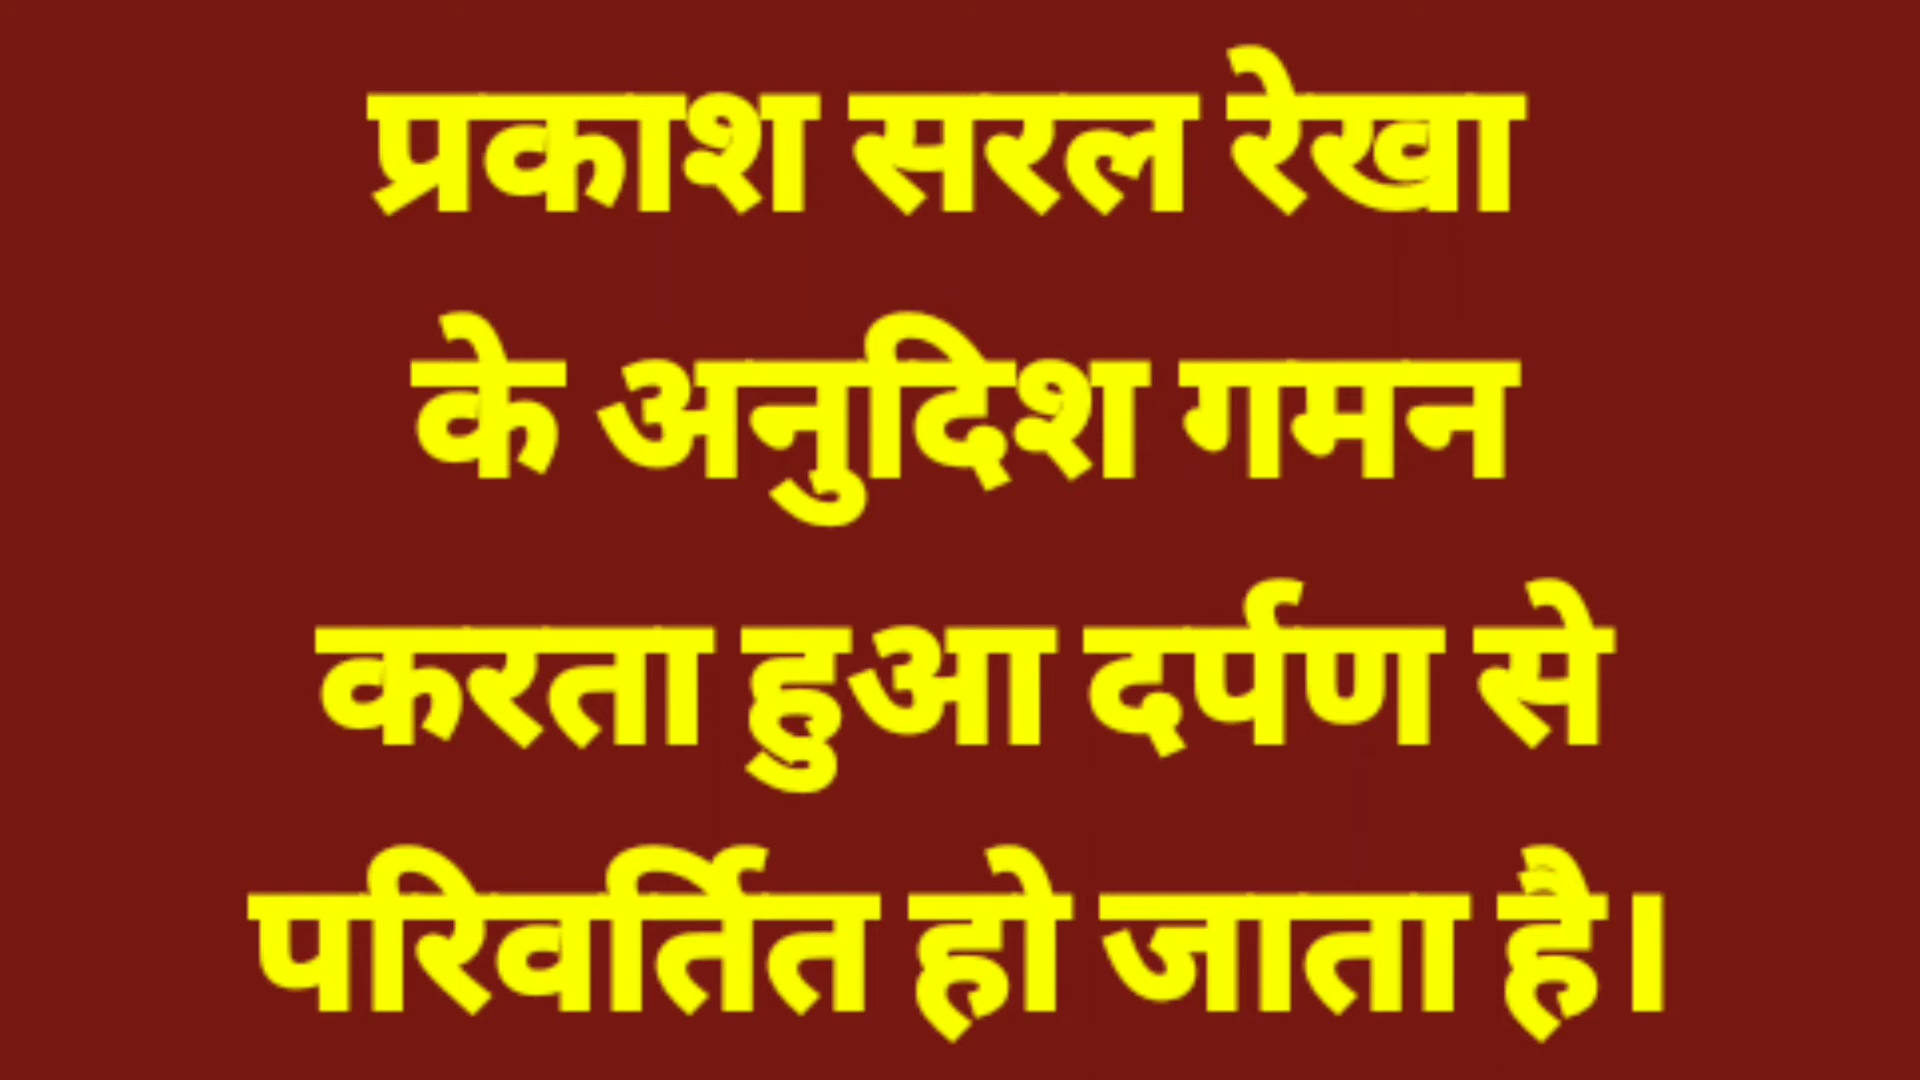 प्रकाश सरल रेखा
के अनुदिश गमन
करता हुआ दर्पण से
परिवर्तित हो जाता है।